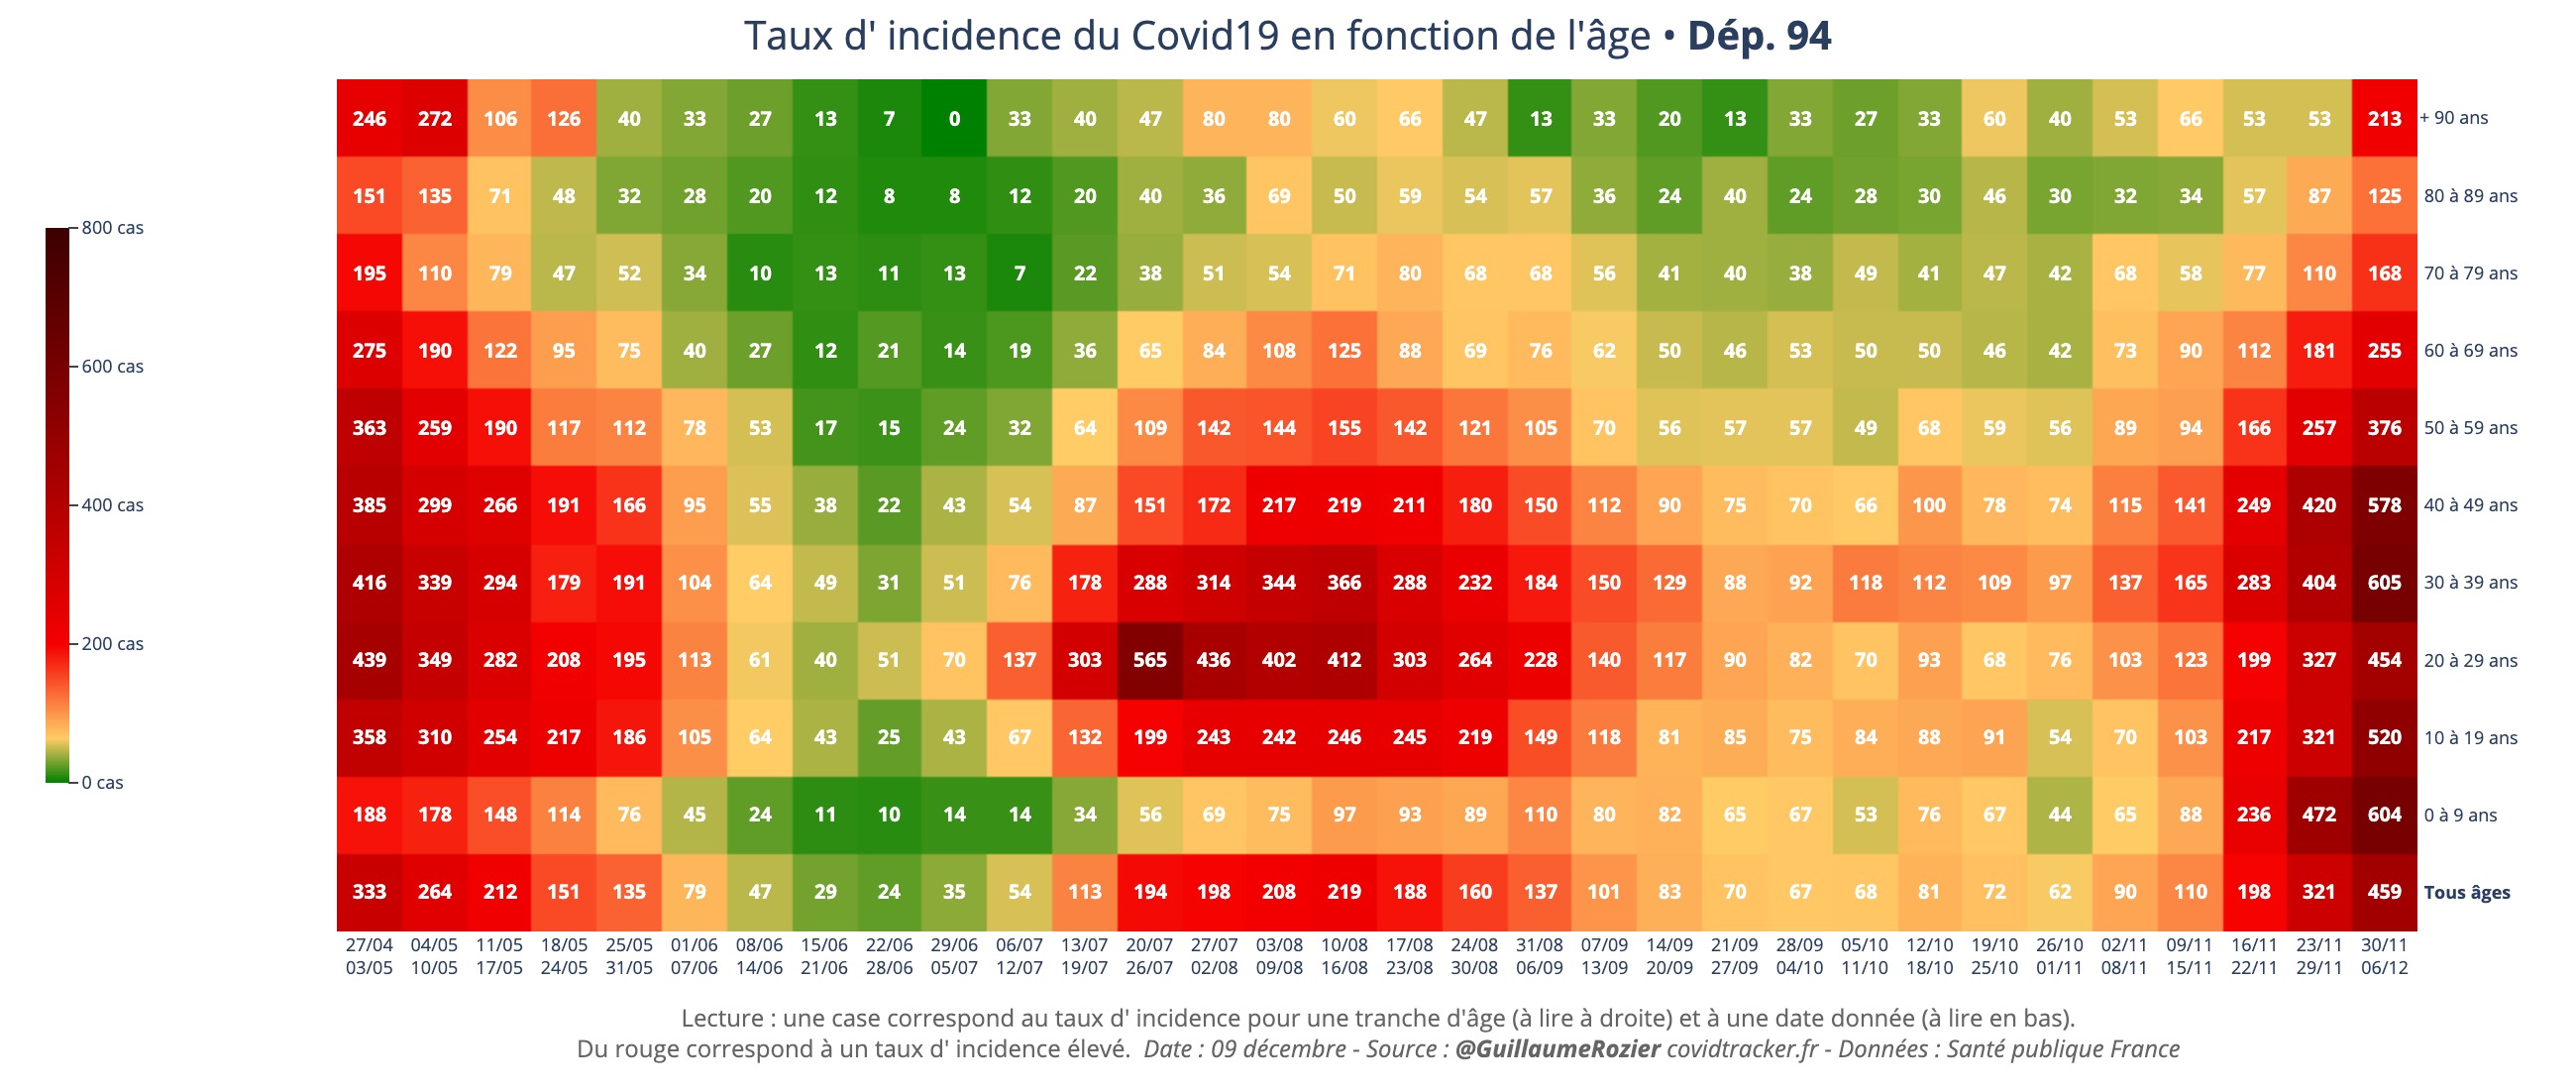 Taux d' incidence du Covid19 en fonction de l'âge • Dép. 94
800 cas
600 cas
400 cas
200 cas
0 cas
246 272 106 126 40 33 27 13 7 0 33 40 47 80 80 60 66 47 13 33 20 13 33 27 33 60 40 53 66 53 53 213 + 90 ans
151 135 71 48 32 28 20 12 8 8 12 20 40 36 69 50 59 54 57 36 24 40 24 28 30 46 30 32 34 57 87 125 80 à 89 ans
195 110 79 47 52 34 10 13 11 13 7 22 38 51 54 71 80 68 68 56 41 40 38 49 41 47 42 68 58 77 110 168 70 à 79 ans
275 190 122 95 75 40 27 12 21 14 19 36 65 84 108 125 88 69 76 62 50 46 53 50 50 46 42 73 90 112 181 255 60 à 69 ans
363 259 190 117 112 78 53 17 15 24 32 64 109 142 144 155 142 121 105 70 56 57 57 49 68 59 56 89 94 166 257 376 50 à 59 ans
385 299 266 191 166 95 55 38 22 43 54 87 151 172 217 219 211 180 150 112 90 75 70 66 100 78 74 115 141 249 420 578 40 à 49 ans
416 339 294 179 191 104 64 49 31 51 76 178 288 314 344 366 288 232 184 150 129 88 92 118 112 109 97 137 165 283 404 605 30 à 39 ans
439 349 282 208 195 113 61 40 51 70 137 303 565 436 402 412 303 264 228 140 117 90 82 70 93 68 76 103 123 199 327 454 20 à 29 ans
358 310 254 217 186 105 64 43 25 43 67 132 199 243 242 246 245 219 149 118 81 85 75 84 88 91 54 70 103 217 321 520 10 à 19 ans
188 178 148 114 76 45 24 11 10 14 14 34 56 69 75 97 93 89 110 80 82 65 67 53 76 67 44 65 88 236 472 604 0 à 9 ans
333 264 212 151 135 79 47 29 24 35 54 113 194 198 208 219 188 160 137 101 83 70 67 68 81 72 62 90 110 198 321 459 Tous âges
27/04 04/05 11/05 18/05 25/05 01/06 08/06 15/06 22/06 29/06 06/07 13/07 20/07 27/07 03/08 10/08 17/08 24/08 31/08 07/09 14/09 21/09 28/09 05/10 12/10 19/10 26/10 02/11 09/11 16/11 23/11 30/11
03/05 10/05 17/05 24/05 31/05 07/06 14/06 21/06 28/06 05/07 12/07 19/07 26/07 02/08 09/08 16/08 23/08 30/08 06/09 13/09 20/09 27/09 04/10 11/10 18/10 25/10 01/11 08/11 15/11 22/11 29/11 06/12
Lecture : une case correspond au taux d' incidence pour une tranche d'âge (à lire à droite) et à une date donnée (à lire en bas).
Du rouge correspond à un taux d' incidence élevé. Date : 09 décembre - Source : @GuillaumeRozier covidtracker.fr - Données : Santé publique France